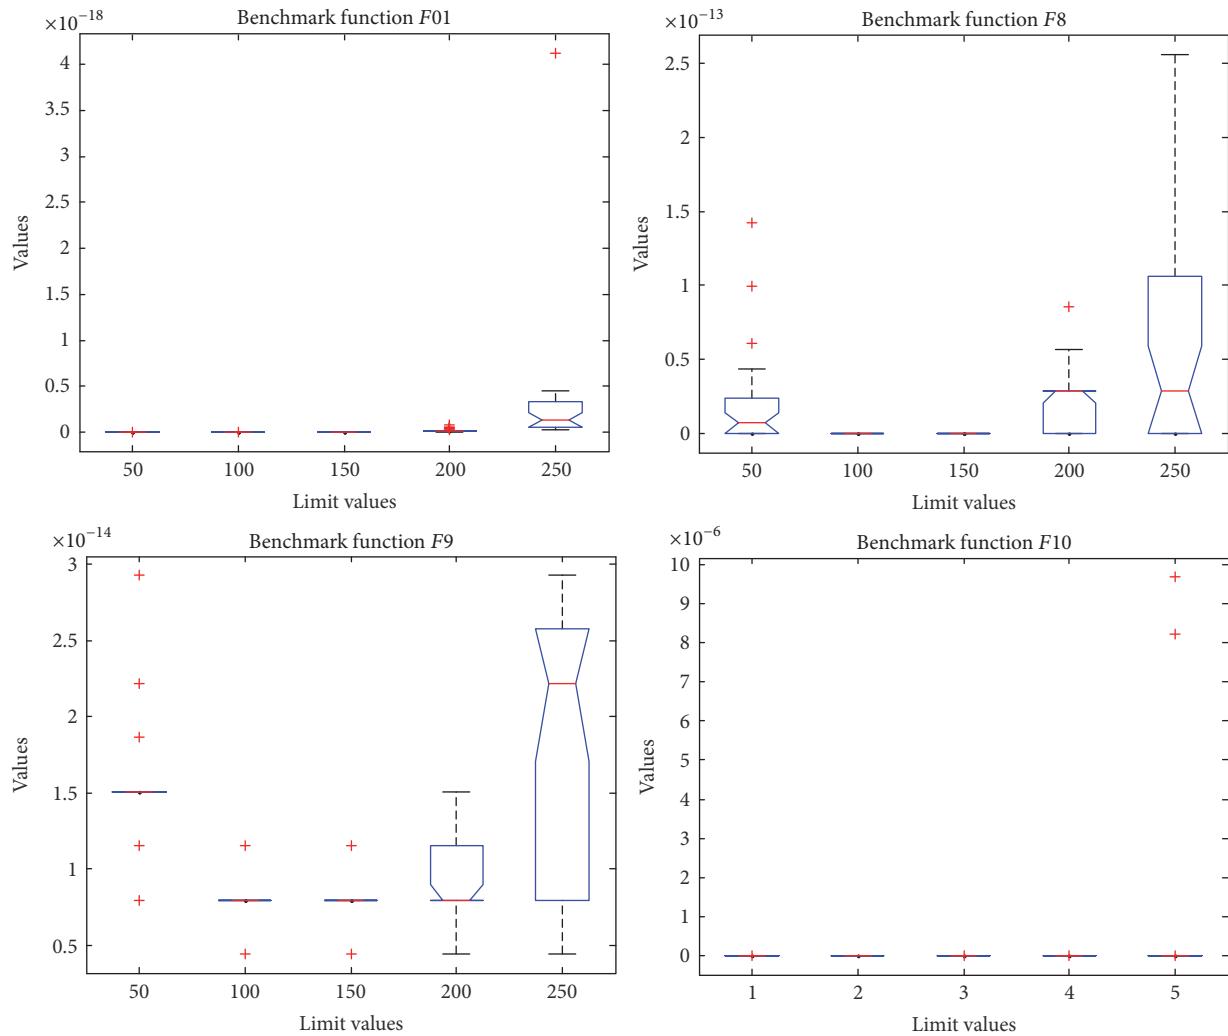 ×10⁻¹⁸
Benchmark function F01
4
3.5
3
2.5
2
1.5
1
0.5
0
Values
50 100 150 200 250
Limit values
×10⁻¹³
Benchmark function F8
2.5
2
1.5
1
0.5
0
Values
50 100 150 200 250
Limit values
×10⁻¹⁴
Benchmark function F9
3
2.5
2
1.5
1
0.5
Values
50 100 150 200 250
Limit values
×10⁻⁶
Benchmark function F10
10
9
8
7
6
5
4
3
2
1
0
Values
1 2 3 4 5
Limit values